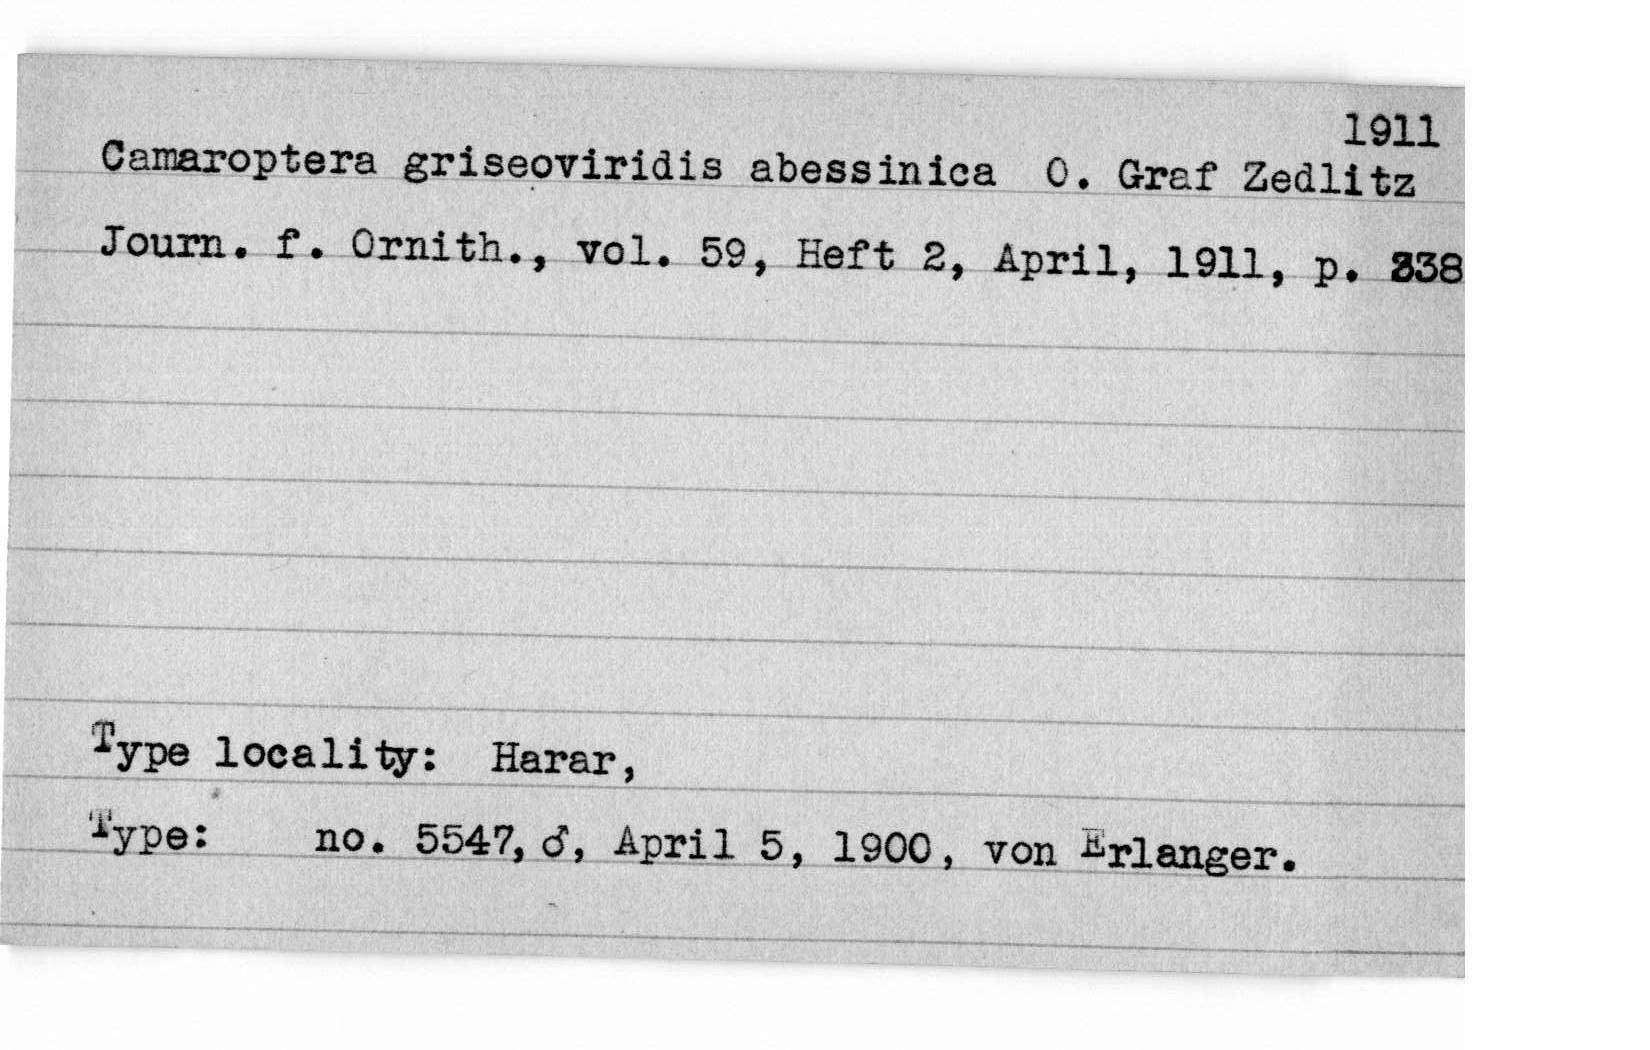 1911
Camaroptera griseoviridis abessinica O. Graf Zedlitz
Journ. f. Ornith., vol. 59, Heft 2, April, 1911, p. 338
Type locality: Harar,
Type: no. 5547, ♂, April 5, 1900, von Erlanger.